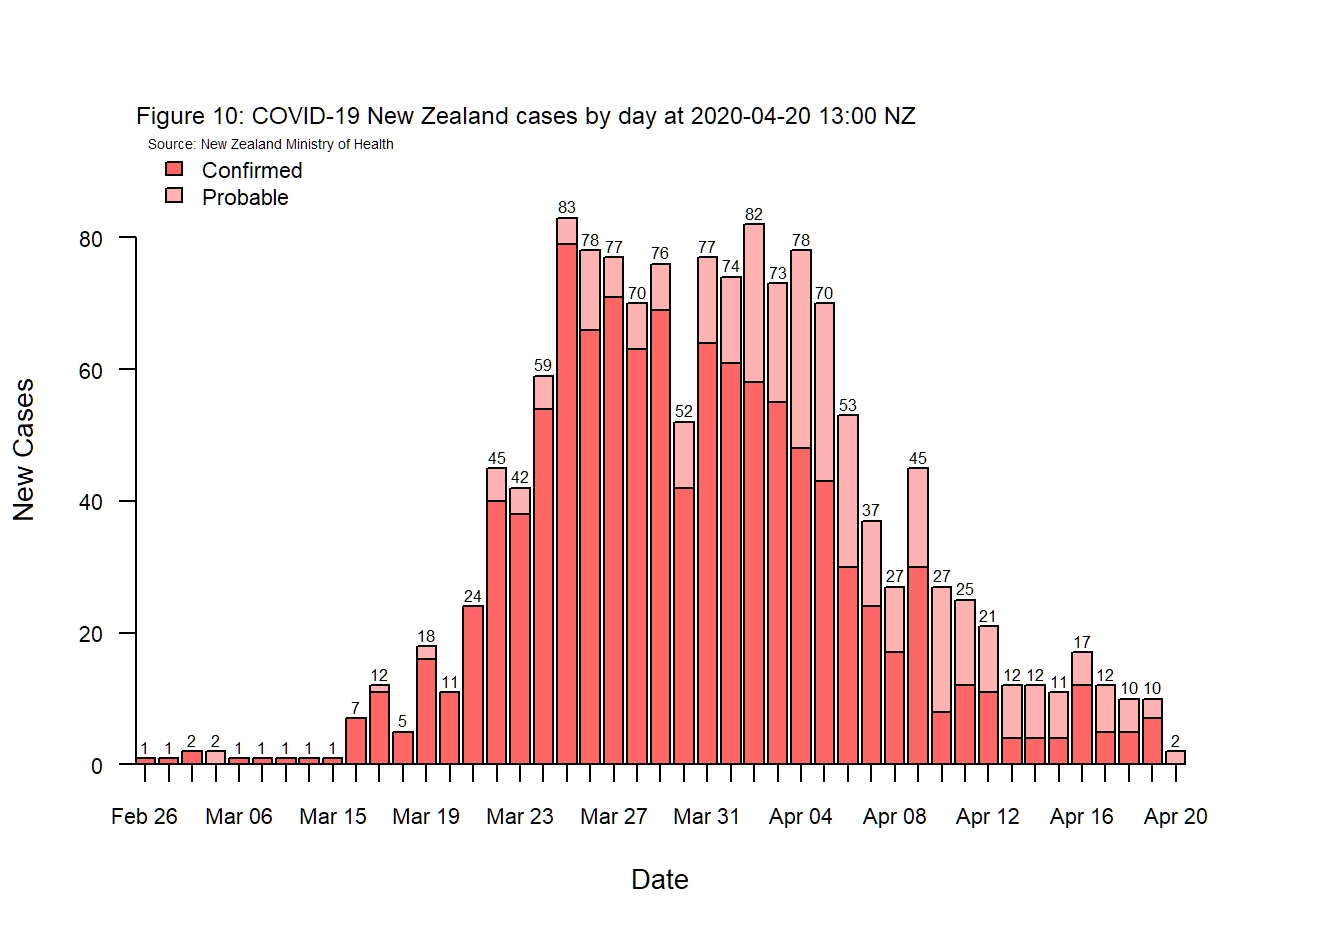 Figure 10: COVID-19 New Zealand cases by day at 2020-04-20 13:00 NZ
Source: New Zealand Ministry of Health
Confirmed
Probable
New Cases
80
60
40
20
0
1 1 2 2 1 1 1 1 1 7 12 5 18 11 24 45 42 59 83 78 77 70 76 52 77 74 82 73 78 70 53 37 27 45 27 25 21 12 12 11 17 12 10 10 2
Feb 26 Mar 06 Mar 15 Mar 19 Mar 23 Mar 27 Mar 31 Apr 04 Apr 08 Apr 12 Apr 16 Apr 20
Date